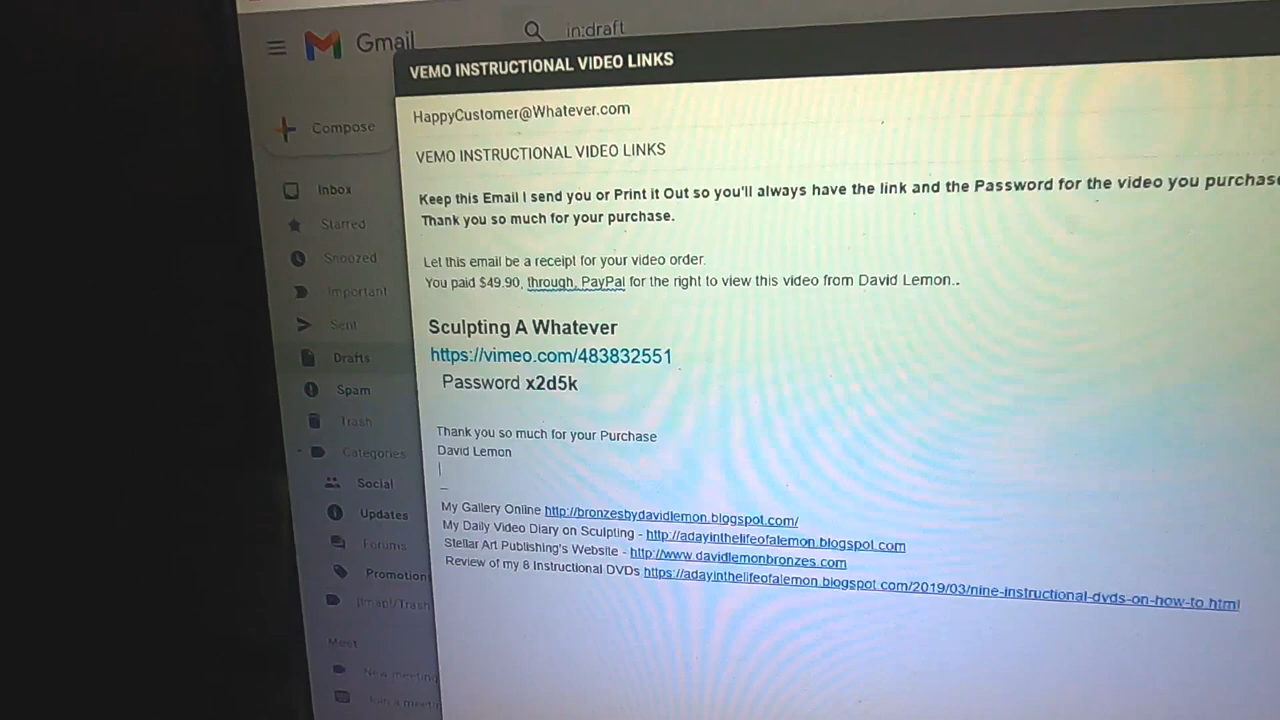 Gmail
in:draft
VEMO INSTRUCTIONAL VIDEO LINKS
Compose
HappyCustomer@Whatever.com
VEMO INSTRUCTIONAL VIDEO LINKS
Inbox
Starred
Snoozed
Important
Sent
Drafts
Spam
Trash
Categories
Social
Updates
Forums
Promotion
[Imap]/Trash
Meet
New meeting
Join a meeti
Keep this Email I send you or Print it Out so you'll always have the link and the Password for the video you purchase
Thank you so much for your purchase.
Let this email be a receipt for your video order.
You paid $49.90, through, PayPal for the right to view this video from David Lemon..
Sculpting A Whatever
https://vimeo.com/483832551
Password x2d5k
Thank you so much for your Purchase
David Lemon
--
My Gallery Online http://bronzesbydavidlemon.blogspot.com/
My Daily Video Diary on Sculpting - http://adayinthelifeofalemon.blogspot.com
Stellar Art Publishing's Website - http://www.davidlemonbronzes.com
Review of my 8 Instructional DVDs https://adayinthelifeofalemon.blogspot.com/2019/03/nine-instructional-dvds-on-how-to.html